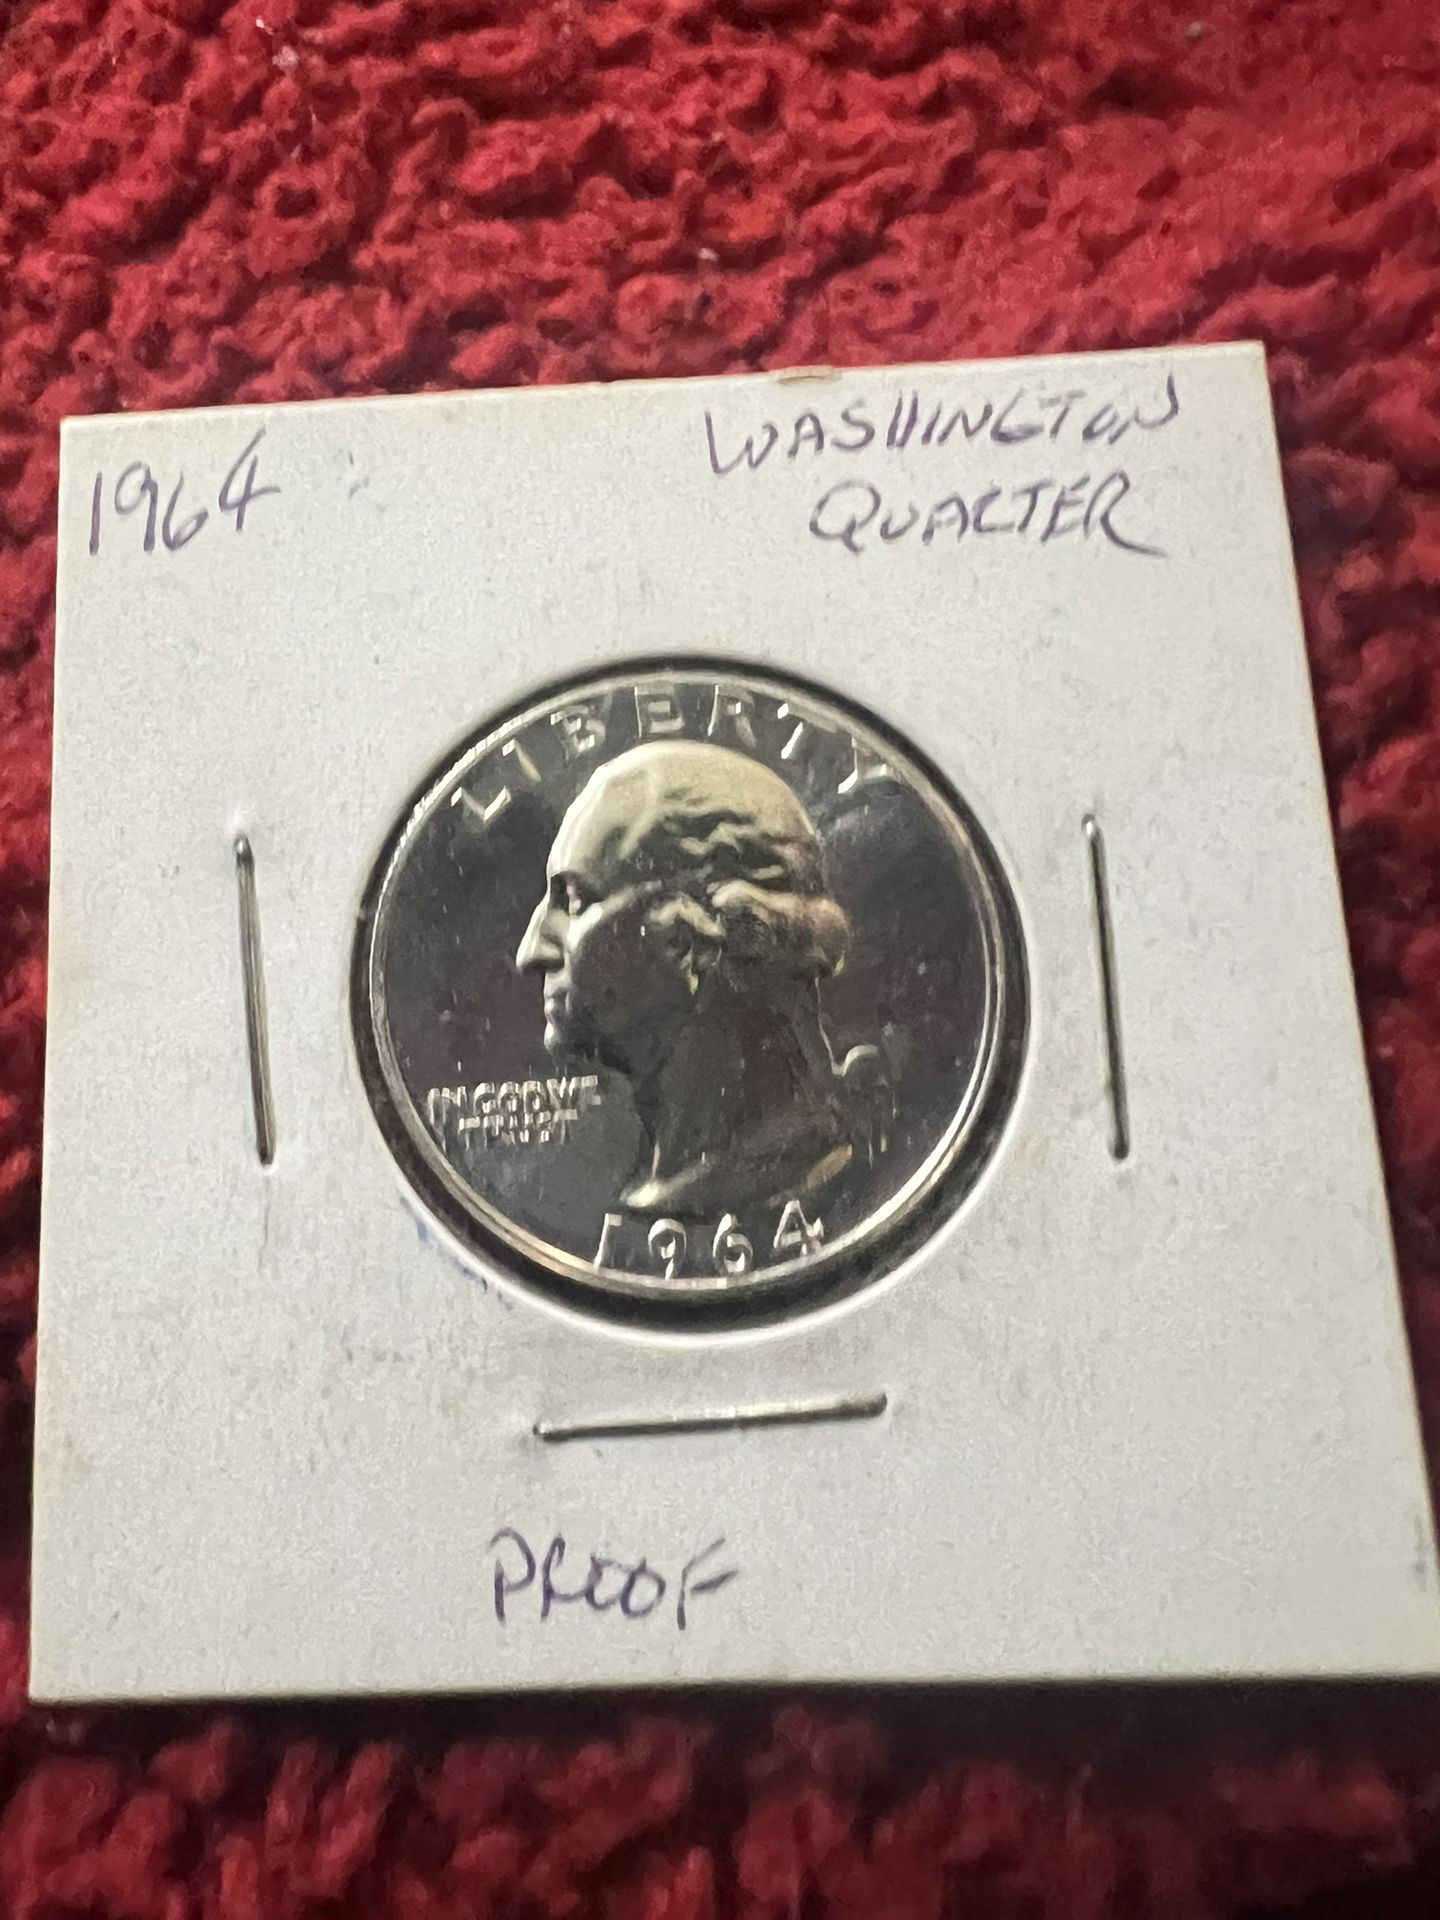 1964
WASHINGTON
QUARTER
LIBERTY
IN GOD WE
TRUST
1964
PROOF